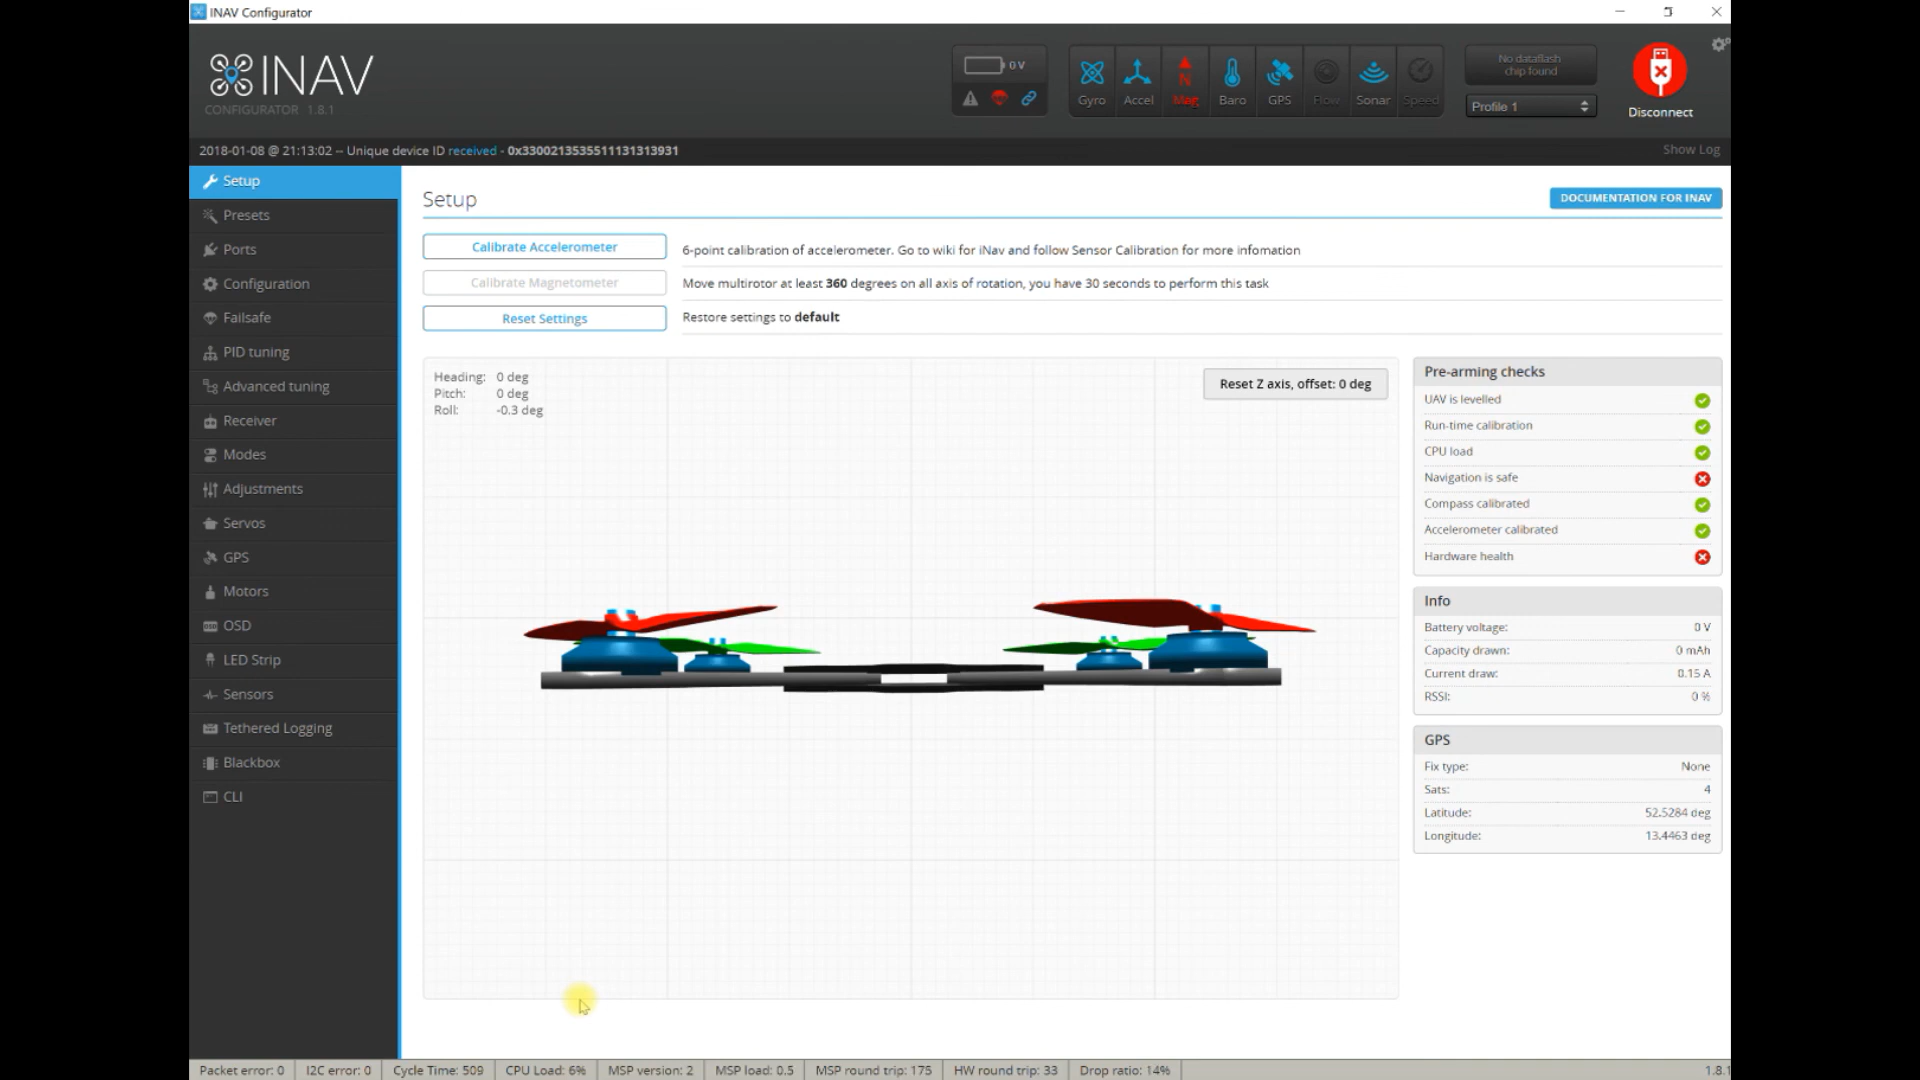 INAV Configurator
INAV
CONFIGURATOR 1.8.1
0 V
Gyro
Accel
N
Mag
Baro
GPS
Flow
Sonar
Speed
No dataflash
chip found
Profile 1
Disconnect
2018-01-08 @ 21:13:02 -- Unique device ID received - 0x3300213535511131313931
Show Log
Setup
Presets
Ports
Configuration
Failsafe
PID tuning
Advanced tuning
Receiver
Modes
Adjustments
Servos
GPS
Motors
OSD
LED Strip
Sensors
Tethered Logging
Blackbox
CLI
Setup
DOCUMENTATION FOR INAV
Calibrate Accelerometer
6-point calibration of accelerometer. Go to wiki for iNav and follow Sensor Calibration for more infomation
Calibrate Magnetometer
Move multirotor at least 360 degrees on all axis of rotation, you have 30 seconds to perform this task
Reset Settings
Restore settings to default
Heading: 0 deg
Pitch: 0 deg
Roll: -0.3 deg
Reset Z axis, offset: 0 deg
Pre-arming checks
UAV is levelled
Run-time calibration
CPU load
Navigation is safe
Compass calibrated
Accelerometer calibrated
Hardware health
Info
Battery voltage: 0 V
Capacity drawn: 0 mAh
Current draw: 0.15 A
RSSI: 0 %
GPS
Fix type: None
Sats: 4
Latitude: 52.5284 deg
Longitude: 13.4463 deg
Packet error: 0
I2C error: 0
Cycle Time: 509
CPU Load: 6%
MSP version: 2
MSP load: 0.5
MSP round trip: 175
HW round trip: 33
Drop ratio: 14%
1.8.1